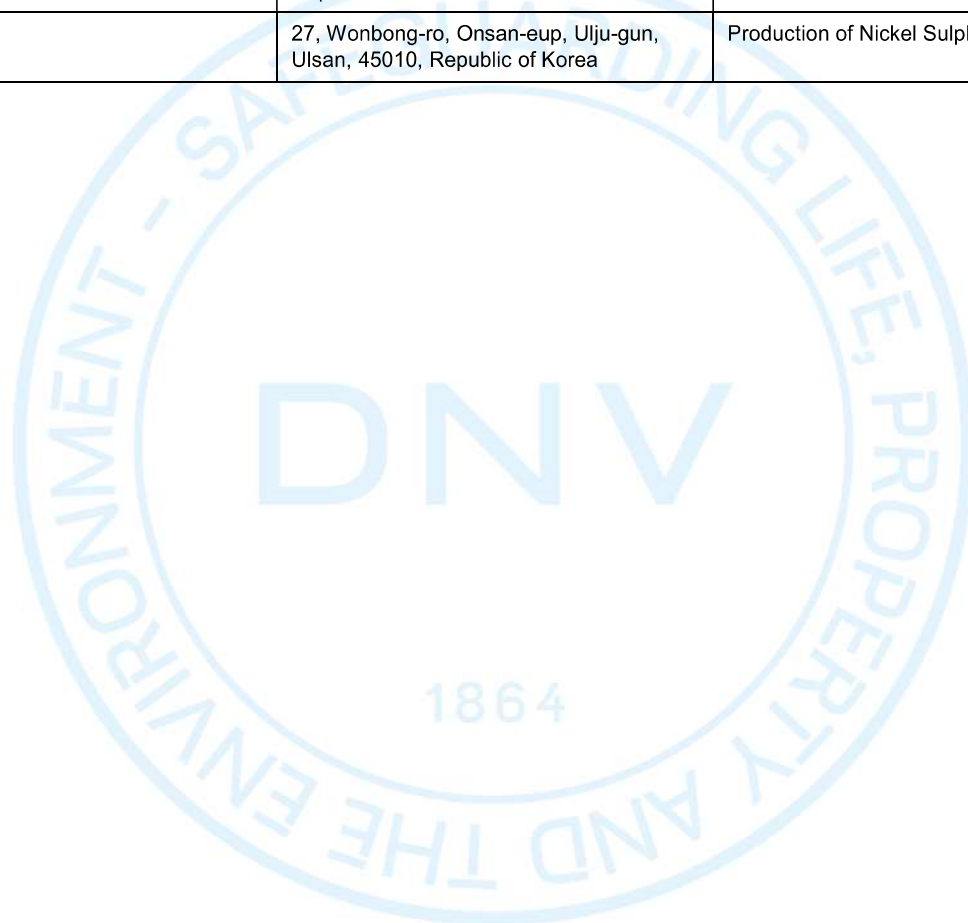 27, Wonbong-ro, Onsan-eup, Ulju-gun,
Ulsan, 45010, Republic of Korea
Production of Nickel Sulp
SAFEGUARDING LIFE, PROPERTY AND THE ENVIRONMENT -
DNV
1864